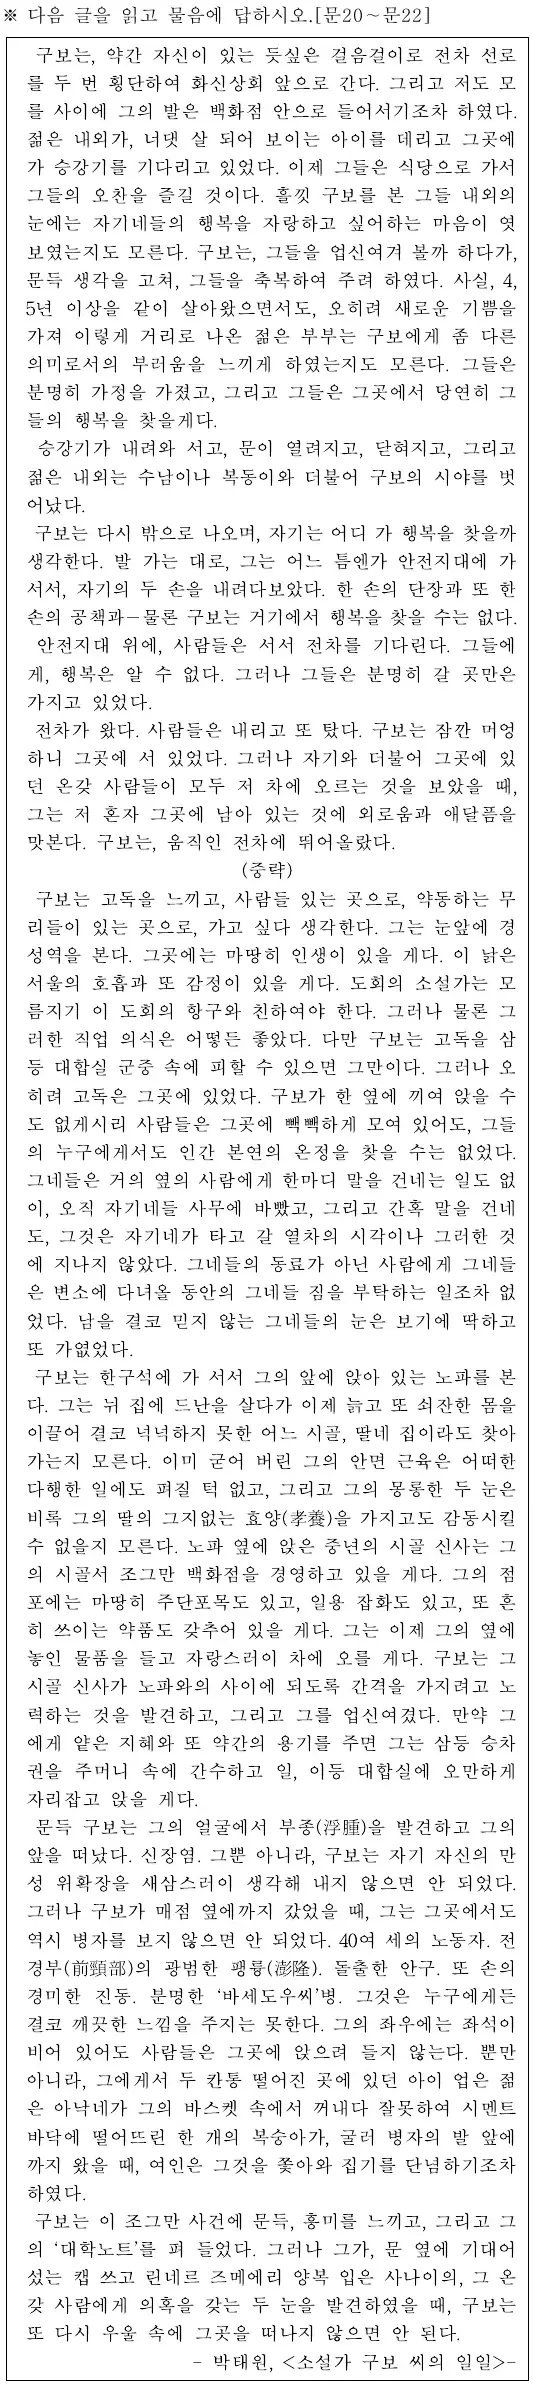 ※ 다음 글을 읽고 물음에 답하시오.[문20～문22]
구보는, 약간 자신이 있는 듯싶은 걸음걸이로 전차 선로
를 두 번 횡단하여 화신상회 앞으로 간다. 그리고 저도 모
를 사이에 그의 발은 백화점 안으로 들어서기조차 하였다.
젊은 내외가, 너댓 살 되어 보이는 아이를 데리고 그곳에
가 승강기를 기다리고 있었다. 이제 그들은 식당으로 가서
그들의 오찬을 즐길 것이다. 흘낏 구보를 본 그들 내외의
눈에는 자기네들의 행복을 자랑하고 싶어하는 마음이 엿
보였는지도 모른다. 구보는, 그들을 업신여겨 볼까 하다가,
문득 생각을 고쳐, 그들을 축복하여 주려 하였다. 사실, 4,
5년 이상을 같이 살아왔으면서도, 오히려 새로운 기쁨을
가져 이렇게 거리로 나온 젊은 부부는 구보에게 좀 다른
의미로서의 부러움을 느끼게 하였는지도 모른다. 그들은
분명히 가정을 가졌고, 그리고 그들은 그곳에서 당연히 그
들의 행복을 찾을게다.
승강기가 내려와 서고, 문이 열려지고, 닫혀지고, 그리고
젊은 내외는 수남이나 복동이와 더불어 구보의 시야를 벗
어났다.
구보는 다시 밖으로 나오며, 자기는 어디 가 행복을 찾을까
생각한다. 발 가는 대로, 그는 어느 틈엔가 안전지대에 가
서서, 자기의 두 손을 내려다보았다. 한 손의 단장과 또 한
손의 공책과－물론 구보는 거기에서 행복을 찾을 수는 없다.
안전지대 위에, 사람들은 서서 전차를 기다린다. 그들에
게, 행복은 알 수 없다. 그러나 그들은 분명히 갈 곳만은
가지고 있었다.
전차가 왔다. 사람들은 내리고 또 탔다. 구보는 잠깐 머엉
하니 그곳에 서 있었다. 그러나 자기와 더불어 그곳에 있
던 온갖 사람들이 모두 저 차에 오르는 것을 보았을 때,
그는 저 혼자 그곳에 남아 있는 것에 외로움과 애달픔을
맛본다. 구보는, 움직인 전차에 뛰어올랐다.
(중략)
구보는 고독을 느끼고, 사람들 있는 곳으로, 약동하는 무
리들이 있는 곳으로, 가고 싶다 생각한다. 그는 눈앞에 경
성역을 본다. 그곳에는 마땅히 인생이 있을 게다. 이 낡은
서울의 호흡과 또 감정이 있을 게다. 도회의 소설가는 모
름지기 이 도회의 항구와 친하여야 한다. 그러나 물론 그
러한 직업 의식은 어떻든 좋았다. 다만 구보는 고독을 삼
등 대합실 군중 속에 피할 수 있으면 그만이다. 그러나 오
히려 고독은 그곳에 있었다. 구보가 한 옆에 끼여 앉을 수
도 없게시리 사람들은 그곳에 빽빽하게 모여 있어도, 그들
의 누구에게서도 인간 본연의 온정을 찾을 수는 없었다.
그네들은 거의 옆의 사람에게 한마디 말을 건네는 일도 없
이, 오직 자기네들 사무에 바빴고, 그리고 간혹 말을 건네
도, 그것은 자기네가 타고 갈 열차의 시각이나 그러한 것
에 지나지 않았다. 그네들의 동료가 아닌 사람에게 그네들
은 변소에 다녀올 동안의 그네들 짐을 부탁하는 일조차 없
었다. 남을 결코 믿지 않는 그네들의 눈은 보기에 딱하고
또 가엾었다.
구보는 한구석에 가 서서 그의 앞에 앉아 있는 노파를 본
다. 그는 뉘 집에 드난을 살다가 이제 늙고 또 쇠잔한 몸을
이끌어 결코 넉넉하지 못한 어느 시골, 딸네 집이라도 찾아
가는지 모른다. 이미 굳어 버린 그의 안면 근육은 어떠한
다행한 일에도 펴질 턱 없고, 그리고 그의 몽롱한 두 눈은
비록 그의 딸의 그지없는 효양(孝養)을 가지고도 감동시킬
수 없을지 모른다. 노파 옆에 앉은 중년의 시골 신사는 그
의 시골서 조그만 백화점을 경영하고 있을 게다. 그의 점
포에는 마땅히 주단포목도 있고, 일용 잡화도 있고, 또 흔
히 쓰이는 약품도 갖추어 있을 게다. 그는 이제 그의 옆에
놓인 물품을 들고 자랑스러이 차에 오를 게다. 구보는 그
시골 신사가 노파와의 사이에 되도록 간격을 가지려고 노
력하는 것을 발견하고, 그리고 그를 업신여겼다. 만약 그
에게 얕은 지혜와 또 약간의 용기를 주면 그는 삼등 승차
권을 주머니 속에 간수하고 일, 이등 대합실에 오만하게
자리잡고 앉을 게다.
문득 구보는 그의 얼굴에서 부종(浮腫)을 발견하고 그의
앞을 떠났다. 신장염. 그뿐 아니라, 구보는 자기 자신의 만
성 위확장을 새삼스러이 생각해 내지 않으면 안 되었다.
그러나 구보가 매점 옆에까지 갔었을 때, 그는 그곳에서도
역시 병자를 보지 않으면 안 되었다. 40여 세의 노동자. 전
경부(前頸部)의 광범한 팽륭(澎隆). 돌출한 안구. 또 손의
경미한 진동. 분명한 ‘바세도우씨’병. 그것은 누구에게든
결코 깨끗한 느낌을 주지는 못한다. 그의 좌우에는 좌석이
비어 있어도 사람들은 그곳에 앉으려 들지 않는다. 뿐만
아니라, 그에게서 두 칸통 떨어진 곳에 있던 아이 업은 젊
은 아낙네가 그의 바스켓 속에서 꺼내다 잘못하여 시멘트
바닥에 떨어뜨린 한 개의 복숭아가, 굴러 병자의 발 앞에
까지 왔을 때, 여인은 그것을 쫓아와 집기를 단념하기조차
하였다.
구보는 이 조그만 사건에 문득, 흥미를 느끼고, 그리고 그
의 ‘대학노트’를 펴 들었다. 그러나 그가, 문 옆에 기대어
섰는 캡 쓰고 린네르 즈메에리 양복 입은 사나이의, 그 온
갖 사람에게 의혹을 갖는 두 눈을 발견하였을 때, 구보는
또 다시 우울 속에 그곳을 떠나지 않으면 안 된다.
- 박태원, <소설가 구보 씨의 일일>-